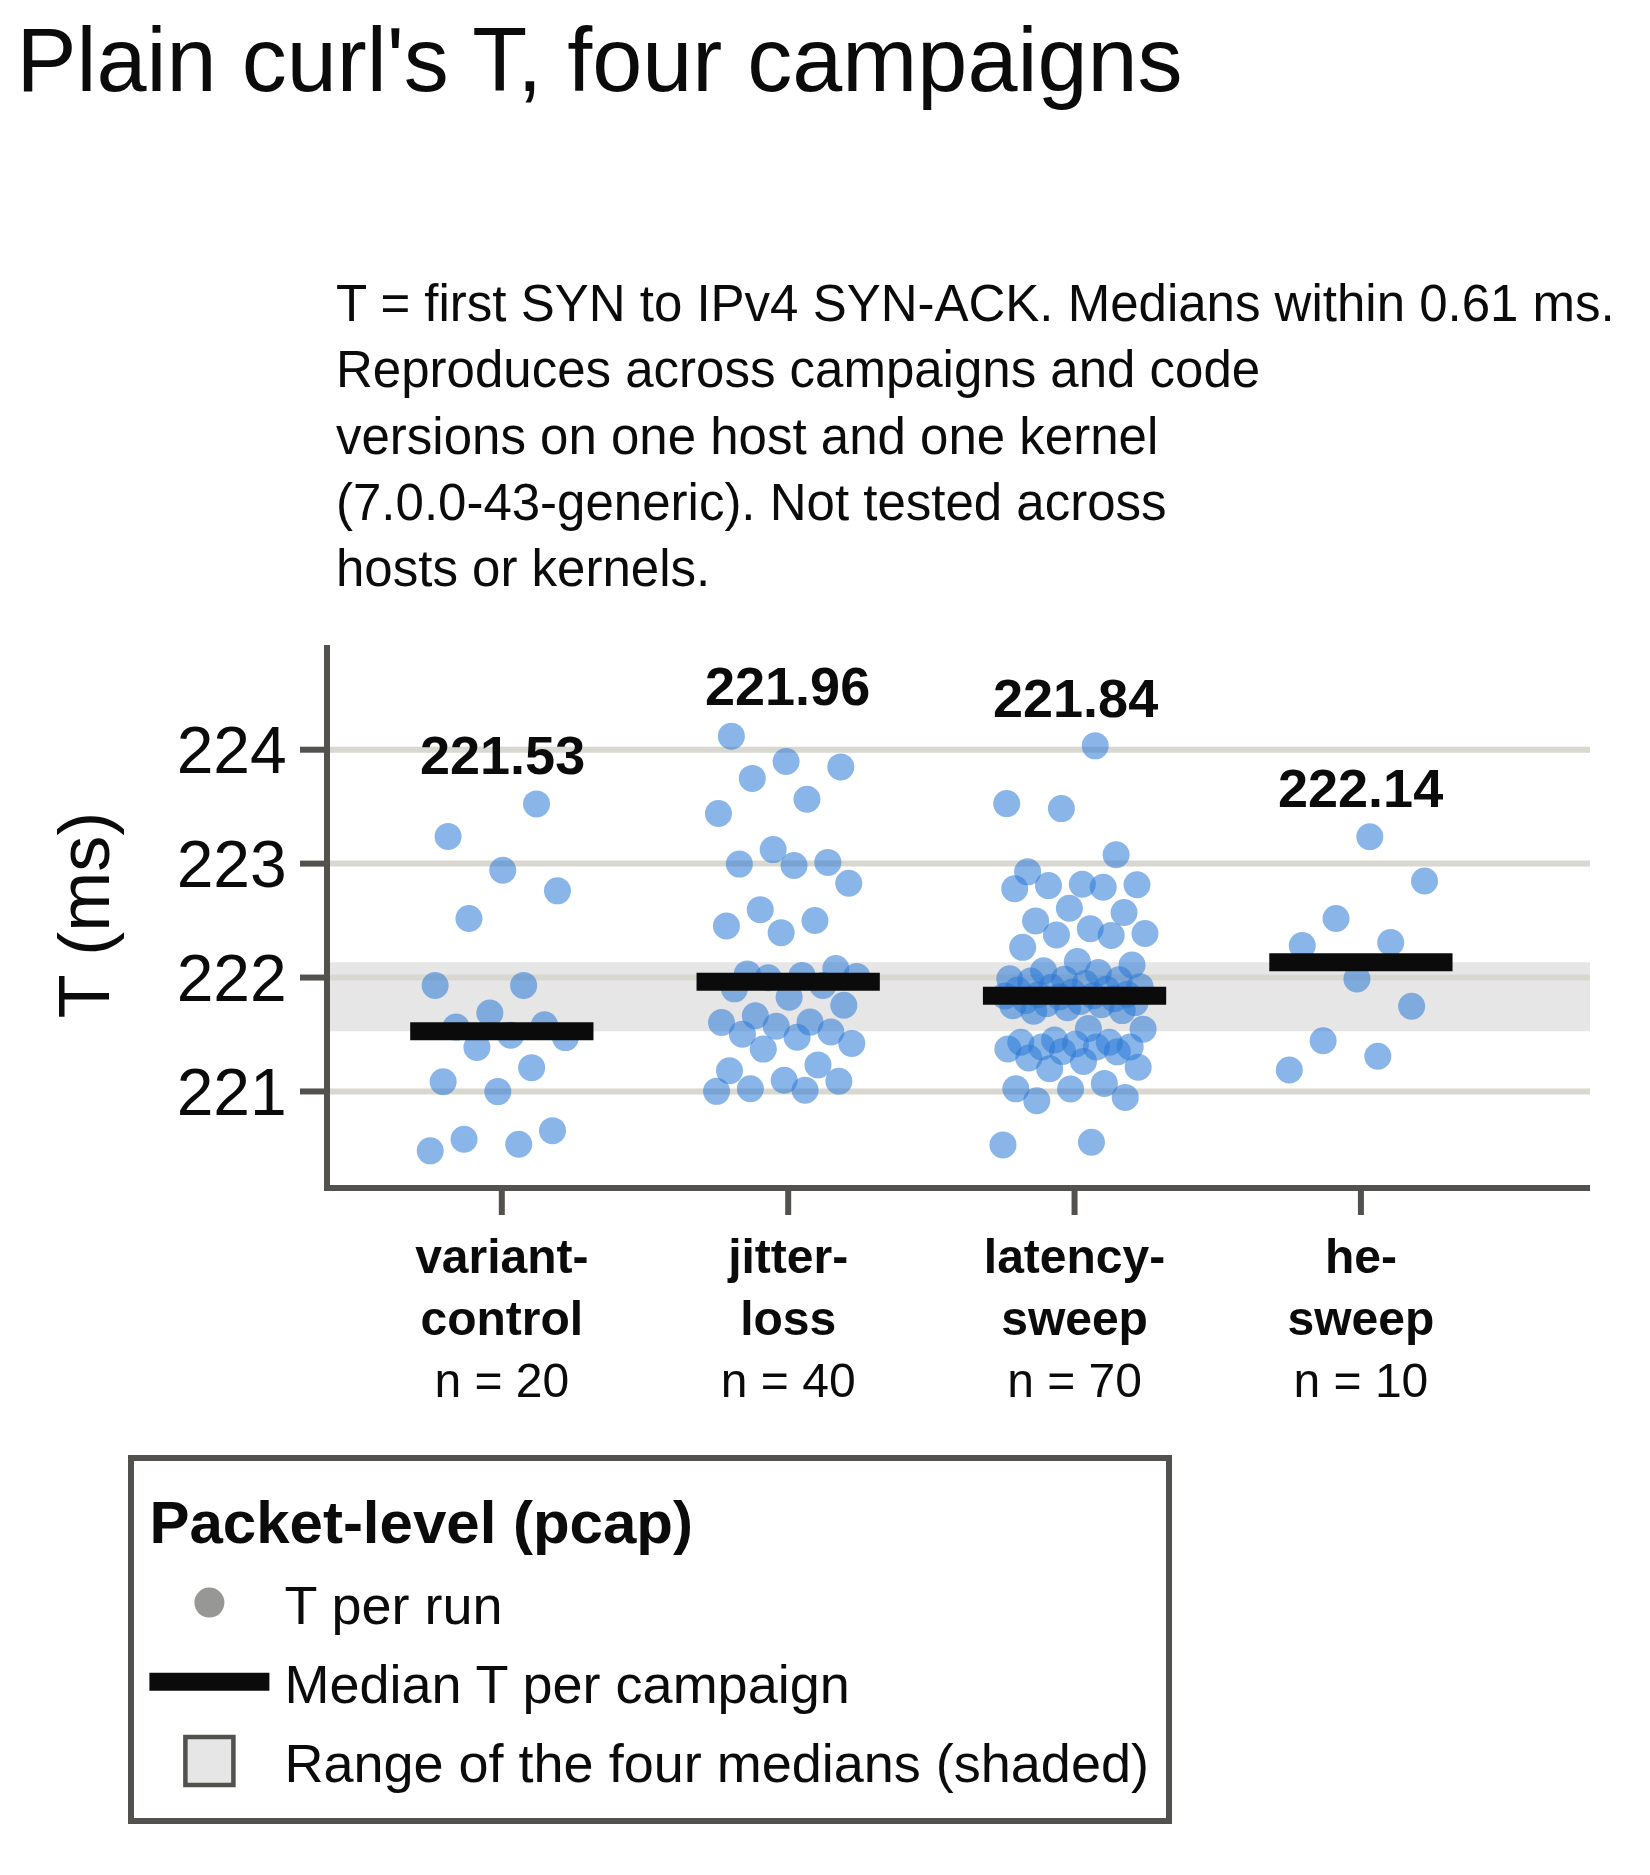 Plain curl's T, four campaigns
T = first SYN to IPv4 SYN-ACK. Medians within 0.61 ms.
Reproduces across campaigns and code
versions on one host and one kernel
(7.0.0-43-generic). Not tested across
hosts or kernels.
T (ms)
224
223
222
221
221.53
221.96
221.84
222.14
variant-
control
n = 20
jitter-
loss
n = 40
latency-
sweep
n = 70
he-
sweep
n = 10
Packet-level (pcap)
T per run
Median T per campaign
Range of the four medians (shaded)